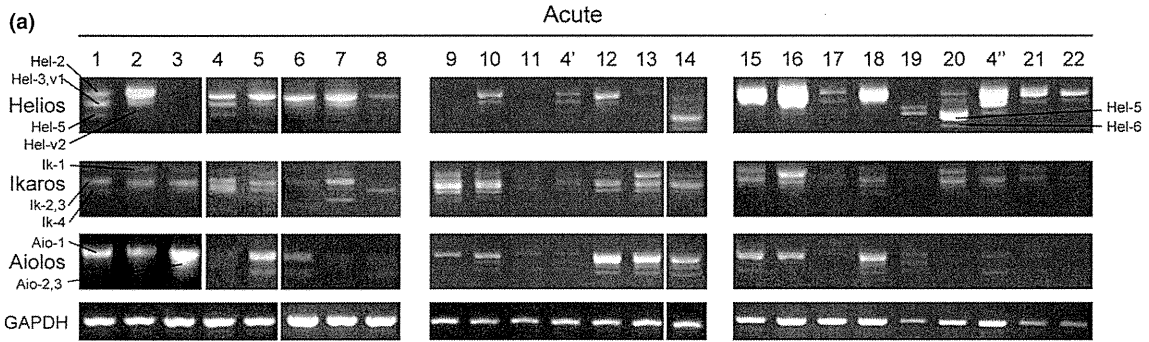 (a)
Acute
1 2 3 4 5 6 7 8 9 10 11 4' 12 13 14 15 16 17 18 19 20 4'' 21 22
Hel-2
Hel-3,v1
Helios
Hel-5
Hel-v2
Hel-5
Hel-6
Ik-1
Ikaros
Ik-2,3
Ik-4
Aio-1
Aiolos
Aio-2,3
GAPDH